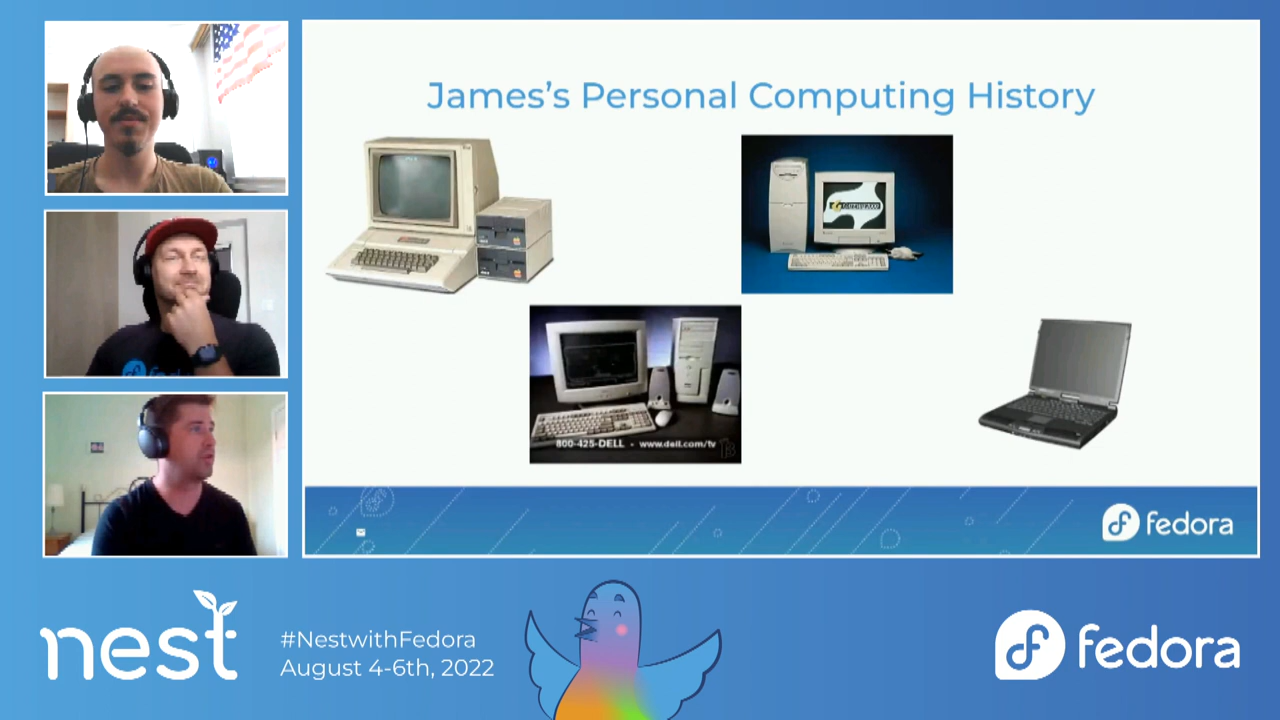 James's Personal Computing History
800-425-DELL - www.dell.com/tv
fedora
nest
#NestwithFedora
August 4-6th, 2022
fedora